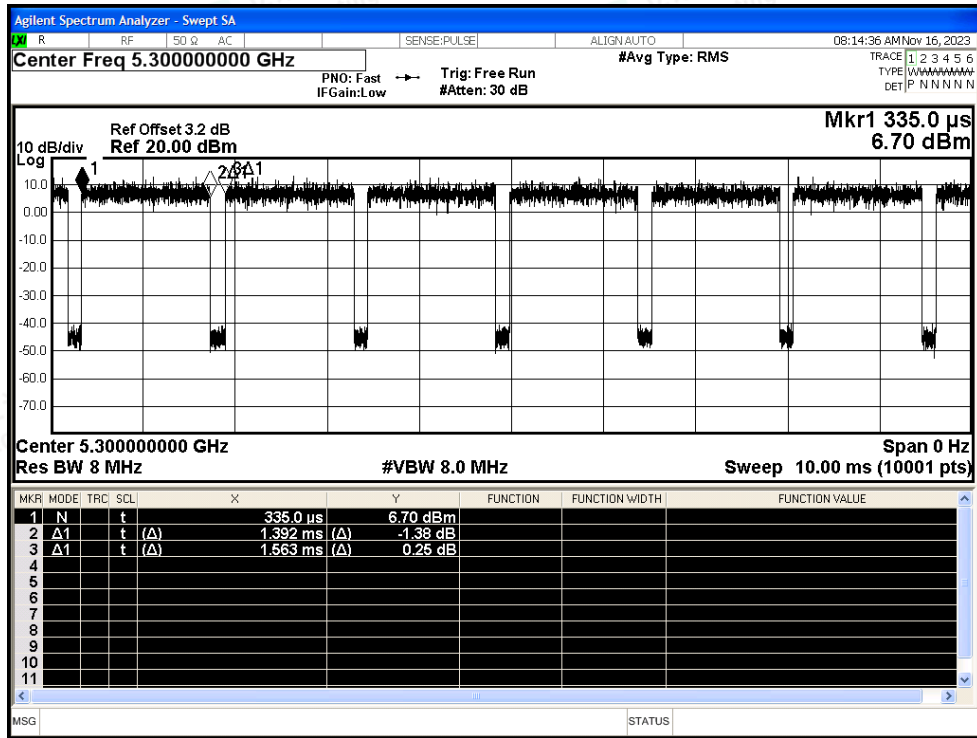 Agilent Spectrum Analyzer - Swept SA
LXI R RF 50 Ω AC SENSE:PULSE ALIGN AUTO 08:14:36 AM Nov 16, 2023
Center Freq 5.300000000 GHz #Avg Type: RMS TRACE 1 2 3 4 5 6
PNO: Fast Trig: Free Run TYPE WWWWWW
IFGain:Low #Atten: 30 dB DET P N N N N N
Mkr1 335.0 µs
Ref Offset 3.2 dB
10 dB/div Ref 20.00 dBm 6.70 dBm
Log
1 2Δ1 3Δ1
10.0
0.00
-10.0
-20.0
-30.0
-40.0
-50.0
-60.0
-70.0
Center 5.300000000 GHz Span 0 Hz
Res BW 8 MHz #VBW 8.0 MHz Sweep 10.00 ms (10001 pts)
MKR MODE TRC SCL X Y FUNCTION FUNCTION WIDTH FUNCTION VALUE
1 N t 335.0 µs 6.70 dBm
2 Δ1 t (Δ) 1.392 ms (Δ) -1.38 dB
3 Δ1 t (Δ) 1.563 ms (Δ) 0.25 dB
4
5
6
7
8
9
10
11
MSG STATUS